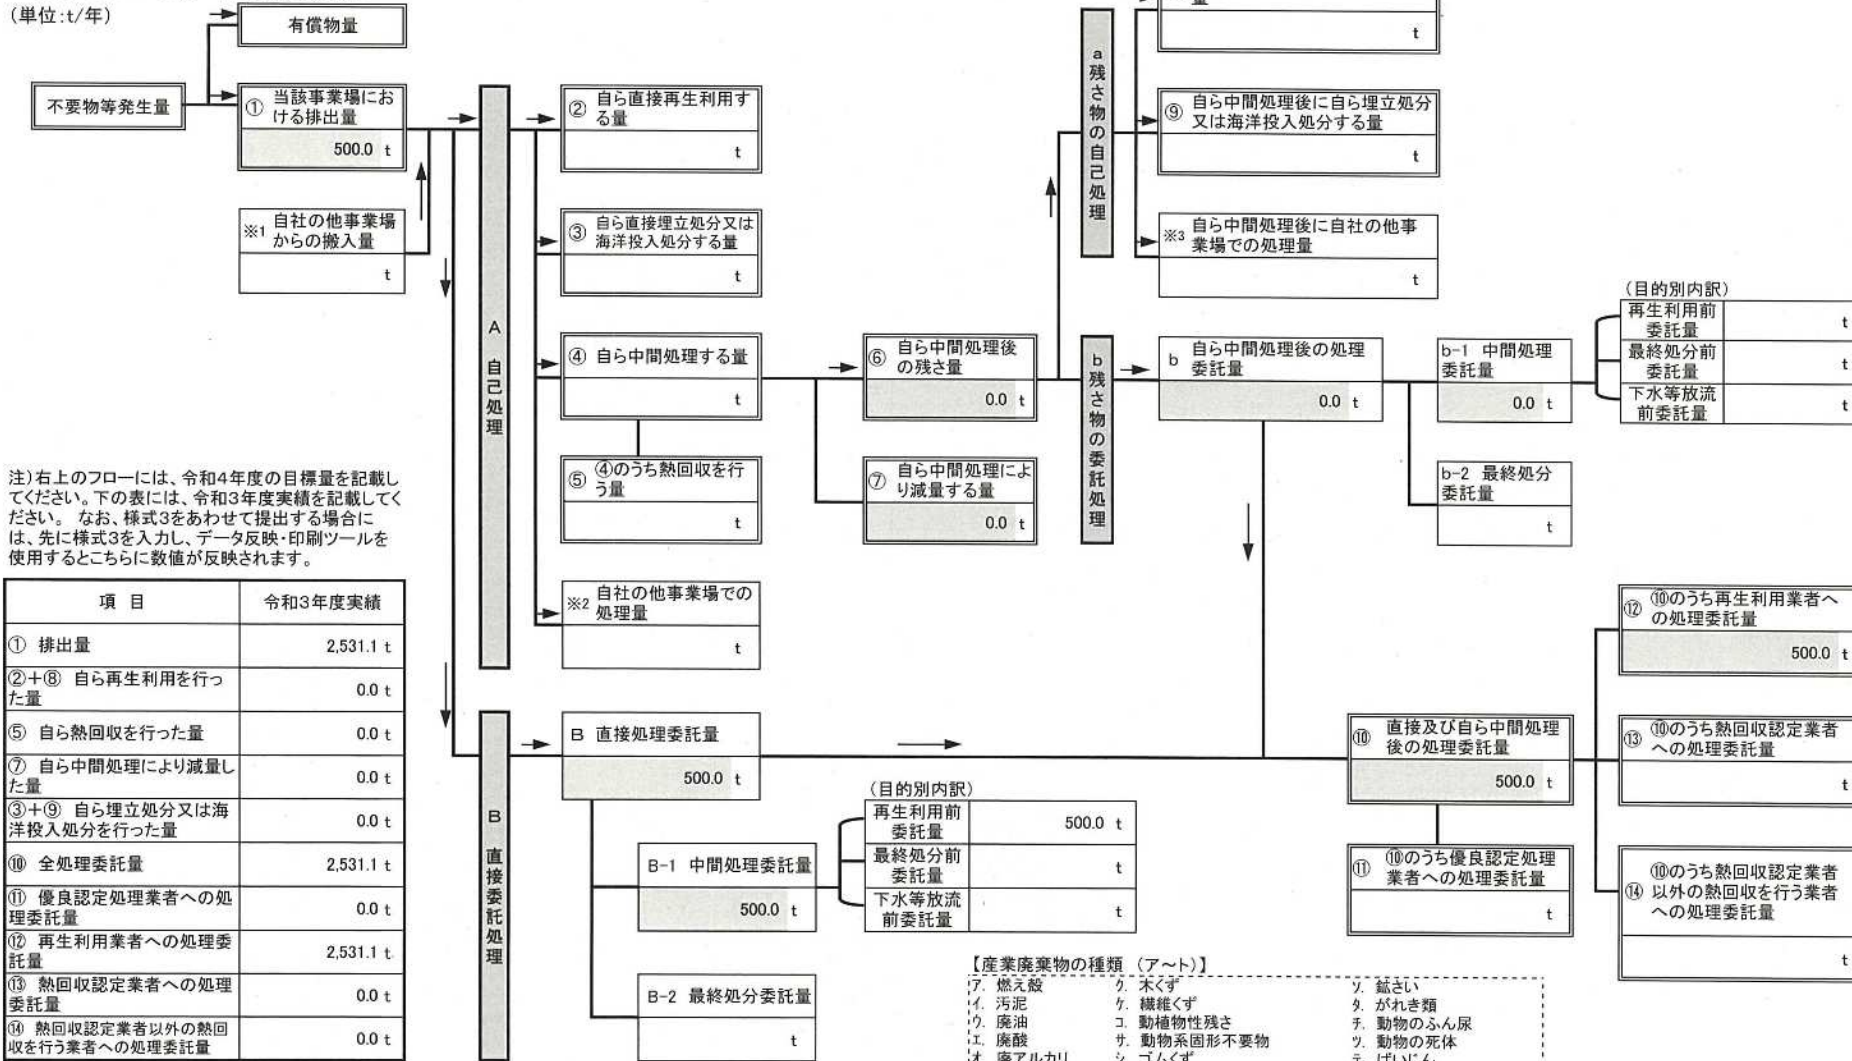 (単位:t/年)
有償物量
不要物等発生量
① 当該事業場にお
ける排出量
500.0 t
※1 自社の他事業場
からの搬入量
t
A 自己処理
② 自ら直接再生利用す
る量
t
③ 自ら直接埋立処分又は
海洋投入処分する量
t
④ 自ら中間処理する量
t
⑤ ④のうち熱回収を行
う量
t
※2 自社の他事業場での
処理量
t
⑥ 自ら中間処理後
の残さ量
0.0 t
⑦ 自ら中間処理によ
り減量する量
0.0 t
a 残さ物の自己処理
量
t
⑨ 自ら中間処理後に自ら埋立処分
又は海洋投入処分する量
t
※3 自ら中間処理後に自社の他事
業場での処理量
t
b 残さ物の委託処理
b 自ら中間処理後の処理
委託量
0.0 t
b-1 中間処理
委託量
0.0 t
(目的別内訳)
再生利用前
委託量
t
最終処分前
委託量
t
下水等放流
前委託量
t
b-2 最終処分
委託量
t
注)右上のフローには、令和4年度の目標量を記載し
てください。下の表には、令和3年度実績を記載してく
ださい。 なお、様式3をあわせて提出する場合に
は、先に様式3を入力し、データ反映・印刷ツールを
使用するとこちらに数値が反映されます。
項 目 令和3年度実績
① 排出量 2,531.1 t
②+⑧ 自ら再生利用を行っ
た量 0.0 t
⑤ 自ら熱回収を行った量 0.0 t
⑦ 自ら中間処理により減量し
た量 0.0 t
③+⑨ 自ら埋立処分又は海
洋投入処分を行った量 0.0 t
⑩ 全処理委託量 2,531.1 t
⑪ 優良認定処理業者への処
理委託量 0.0 t
⑫ 再生利用業者への処理委
託量 2,531.1 t
⑬ 熱回収認定業者への処理
委託量 0.0 t
⑭ 熱回収認定業者以外の熱回
収を行う業者への処理委託量 0.0 t
B 直接委託処理
B 直接処理委託量
500.0 t
B-1 中間処理委託量
500.0 t
(目的別内訳)
再生利用前
委託量
500.0 t
最終処分前
委託量
t
下水等放流
前委託量
t
B-2 最終処分委託量
t
⑩ 直接及び自ら中間処理
後の処理委託量
500.0 t
⑪ ⑩のうち優良認定処理
業者への処理委託量
t
⑫ ⑩のうち再生利用業者へ
の処理委託量
500.0 t
⑬ ⑩のうち熱回収認定業者
への処理委託量
t
⑭ ⑩のうち熱回収認定業者
以外の熱回収を行う業者
への処理委託量
t
【産業廃棄物の種類 (ア~ト)】
ア. 燃え殻 ク. 木くず ソ. 鉱さい
イ. 汚泥 ケ. 繊維くず タ. がれき類
ウ. 廃油 コ. 動植物性残さ チ. 動物のふん尿
エ. 廃酸 サ. 動物系固形不要物 ツ. 動物の死体
オ. 廃アルカリ シ. ゴムくず テ. ばいじん